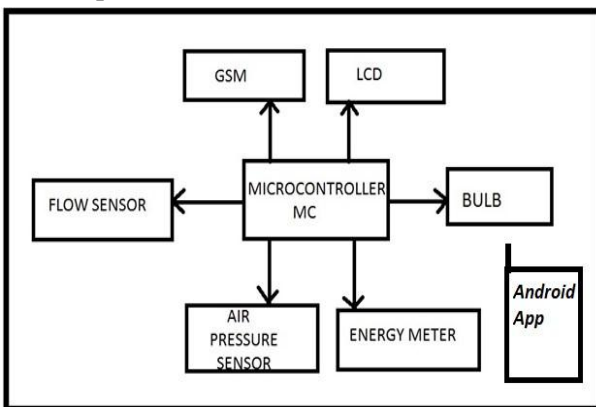 GSM
LCD
MICROCONTROLLER
MC
FLOW SENSOR
BULB
Android
App
AIR
PRESSURE
SENSOR
ENERGY METER